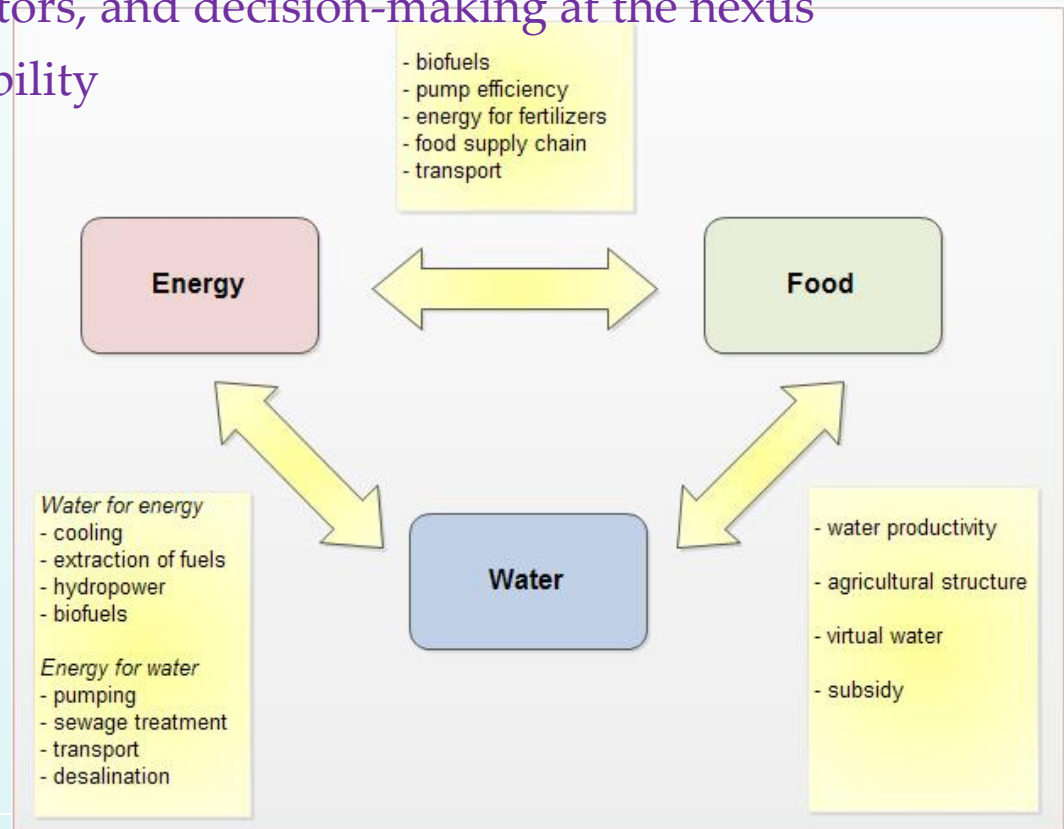 and decision-making at the nexus
- biofuels
- pump efficiency
- energy for fertilizers
- food supply chain
- transport
Energy
Food
Water for energy
- cooling
- extraction of fuels
- hydropower
- biofuels
Energy for water
- pumping
- sewage treatment
- transport
- desalination
Water
- water productivity
- agricultural structure
- virtual water
- subsidy